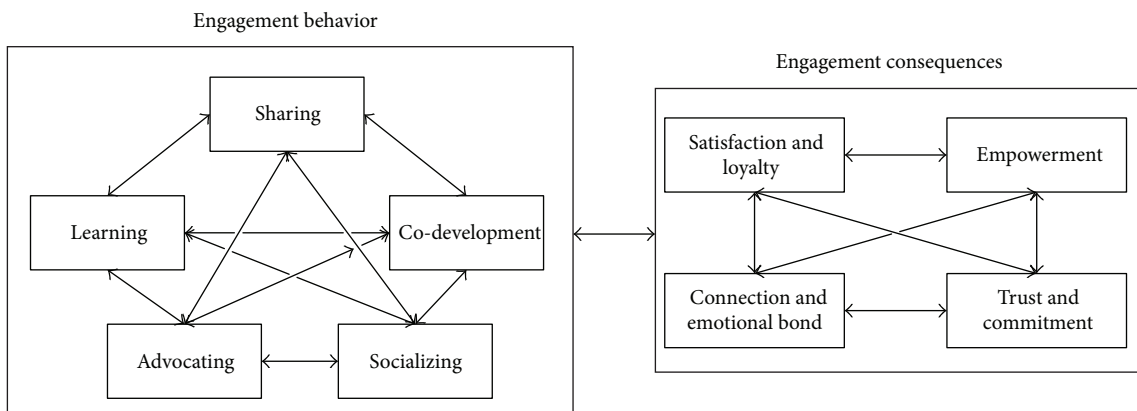 Engagement behavior
Sharing
Learning
Co-development
Advocating
Socializing
Engagement consequences
Satisfaction and
loyalty
Empowerment
Connection and
emotional bond
Trust and
commitment